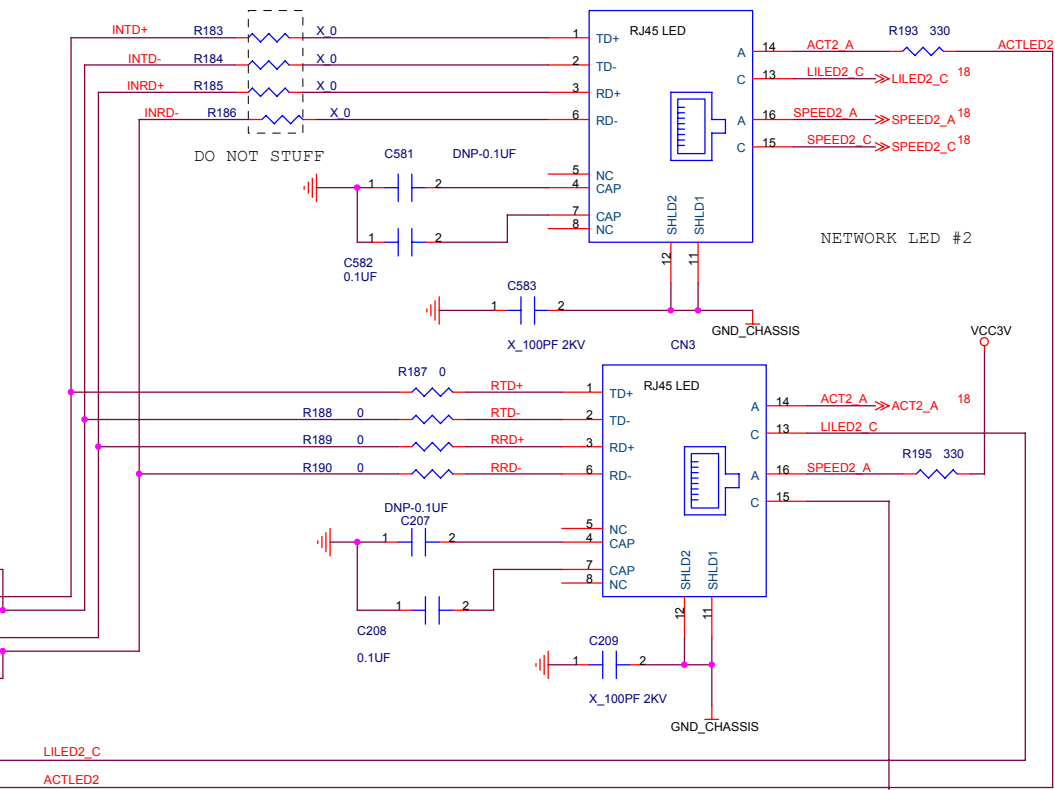 INTD+ R183 X_0 1 TD+ RJ45 LED A 14 ACT2_A R193 330 ACTLED2
INTD- R184 X_0 2 TD- C 13 LILED2_C LILED2_C 18
INRD+ R185 X_0 3 RD+
INRD- R186 X_0 6 RD- A 16 SPEED2_A SPEED2_A 18
C 15 SPEED2_C SPEED2_C 18
DO NOT STUFF
C581 DNP-0.1UF
5 NC
1 2 4 CAP
7 CAP
8 NC
1 2
SHLD2 SHLD1
12 11
NETWORK LED #2
C582
0.1UF
C583
1 2
GND_CHASSIS
X_100PF 2KV
CN3
VCC3V
R187 0 RTD+ 1 TD+ RJ45 LED A 14 ACT2_A ACT2_A 18
R188 0 RTD- 2 TD- C 13 LILED2_C
R189 0 RRD+ 3 RD+
R195 330
R190 0 RRD- 6 RD- A 16 SPEED2_A
C 15
DNP-0.1UF
C207
5 NC
1 2 4 CAP
7 CAP
8 NC
SHLD2 SHLD1
12 11
1 2
C208
0.1UF
C209
1 2
X_100PF 2KV
GND_CHASSIS
LILED2_C
ACTLED2